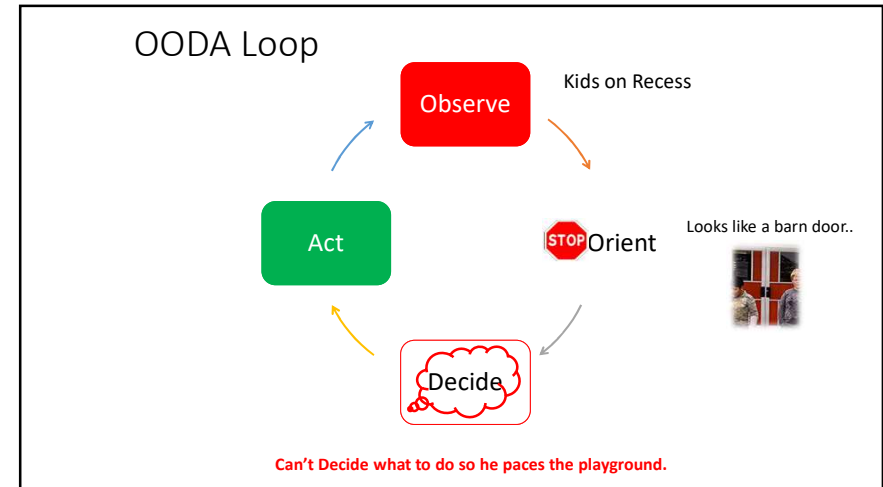 OODA Loop
Observe
Kids on Recess
Act
STOP
Orient
Looks like a barn door..
Decide
Can't Decide what to do so he paces the playground.